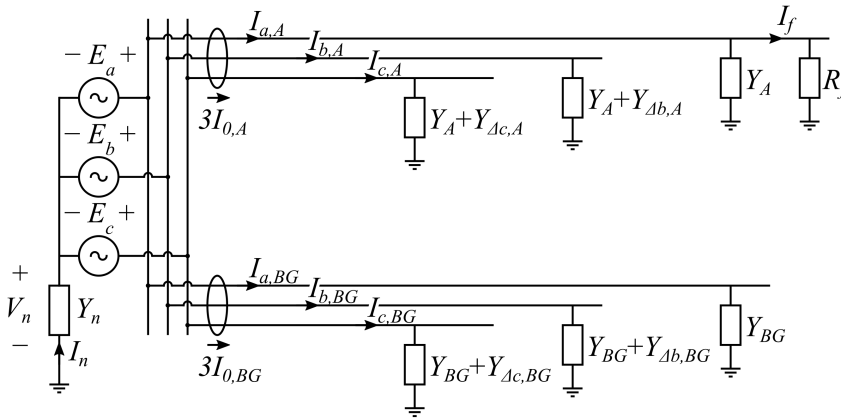 I_{a,A}
I_f
− E_a +
I_{b,A}
I_{c,A}
Y_A
3I_{0,A}
Y_A+Y_{Δc,A}
Y_A+Y_{Δb,A}
− E_b +
− E_c +
I_{a,BG}
+
V_n
−
Y_n
I_{b,BG}
I_{c,BG}
Y_{BG}
I_n
3I_{0,BG}
Y_{BG}+Y_{Δc,BG}
Y_{BG}+Y_{Δb,BG}